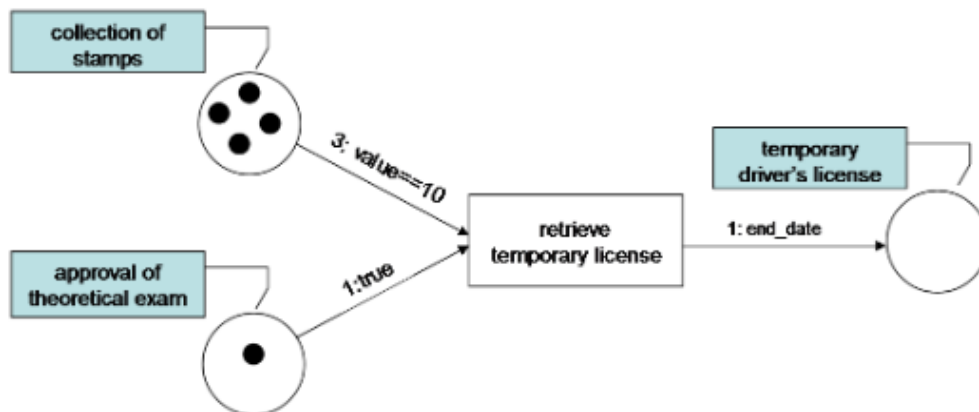 collection of
stamps
3: value==10
temporary
driver's license
retrieve
temporary license
1: end_date
approval of
theoretical exam
1:true